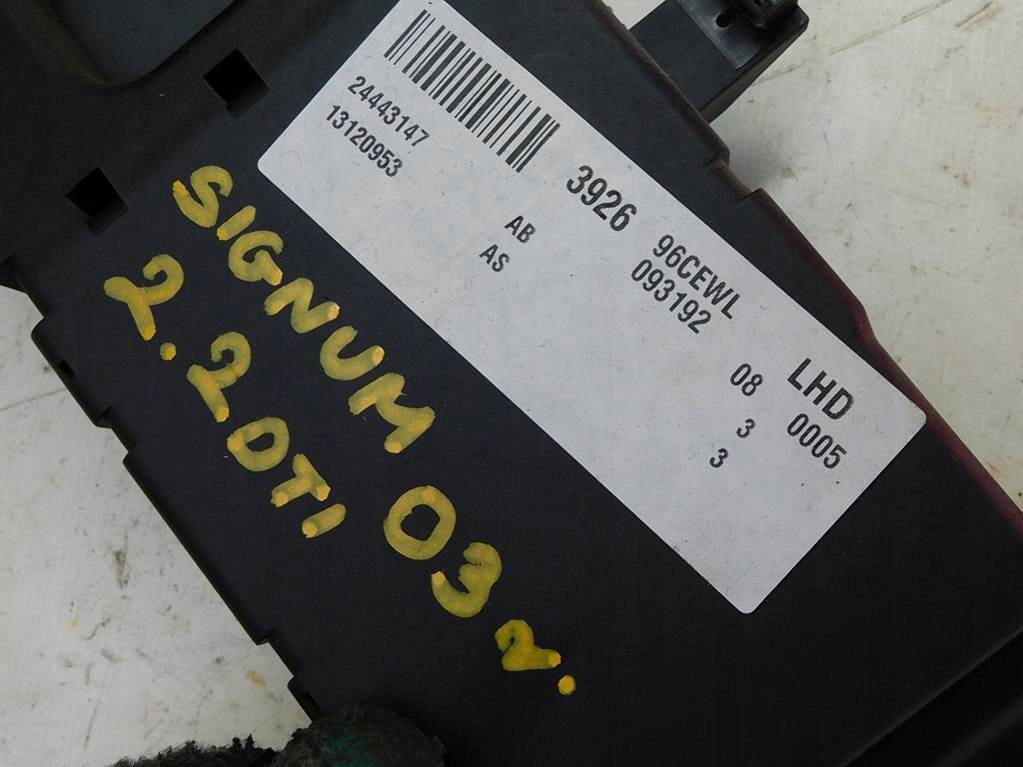 24443147
13120953
3926
AB
AS
96CEWL
093192
LHD
08 0005
3
3
SIGNUM 03 r.
2.2DTI